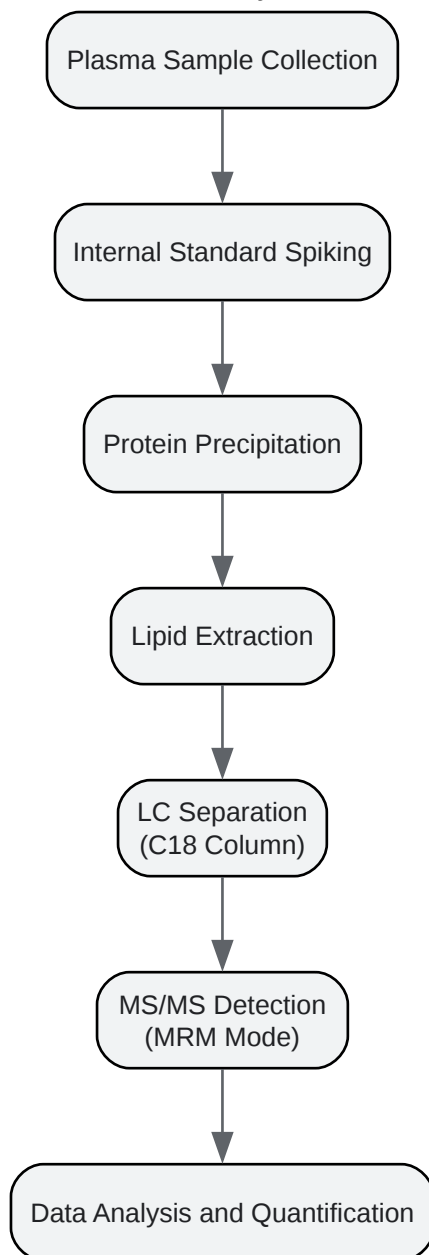 Plasma Sample Collection
Internal Standard Spiking
Protein Precipitation
Lipid Extraction
LC Separation
(C18 Column)
MS/MS Detection
(MRM Mode)
Data Analysis and Quantification